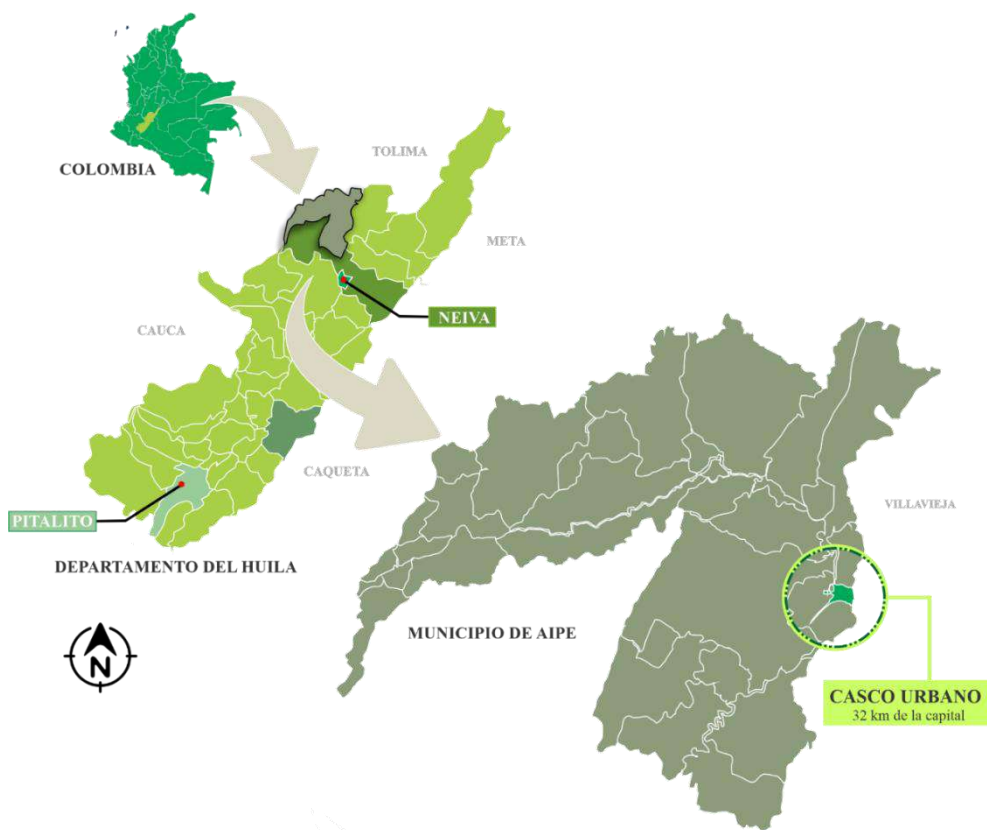 COLOMBIA
TOLIMA
META
NEIVA
CAUCA
CAQUETA
PITALITO
DEPARTAMENTO DEL HUILA
VILLAVIEJA
MUNICIPIO DE AIPE
N
CASCO URBANO
32 km de la capital